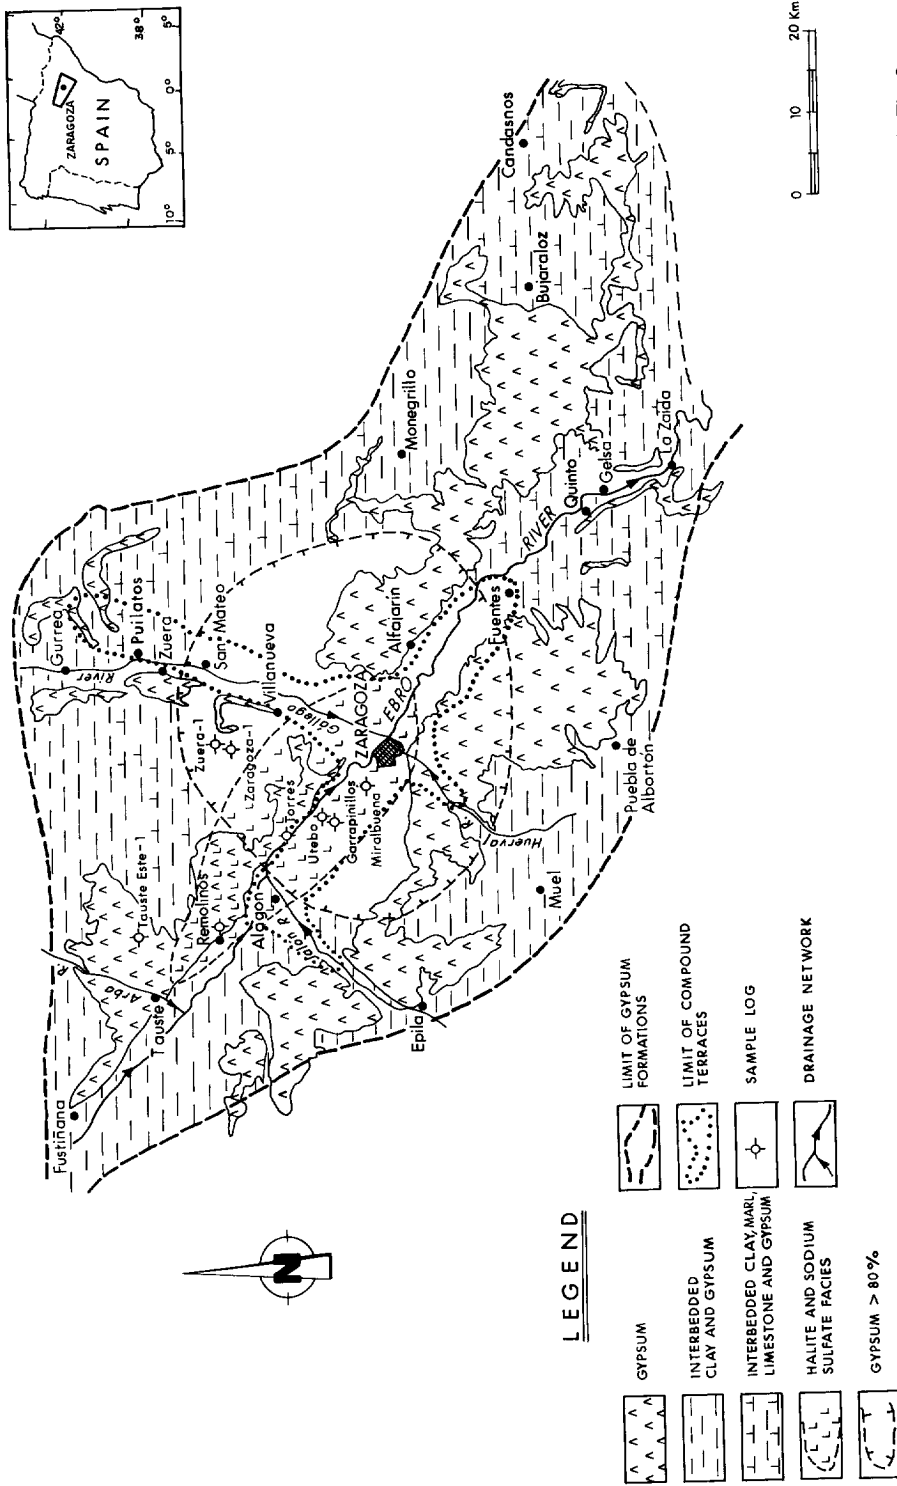 42°
38°
5°
0°
5°
10°
ZARAGOZA
SPAIN
Fustiñana
Arba
R.
Tauste
Tauste Este-1
Remolinos
Gurrea
River
Puilatos
Zuera
San Mateo
Villanueva
Gallego
Zuera-1
Zaragoza-1
Alagon
Jalon R.
Torres
Utebo
Garrapinillos
Miralbuena
ZARAGOZA
Alfajarin
EBRO
RIVER
Monegrillo
Bujaraloz
Candasnos
Fuentes
Quinto
Gelsa
La Zaida
Epila
Muel
Huerva
R.
Puebla de
Alborton
0 10 20 Km
N
LEGEND
GYPSUM
INTERBEDDED
CLAY AND GYPSUM
INTERBEDDED CLAY, MARL,
LIMESTONE AND GYPSUM
HALITE AND SODIUM
SULFATE FACIES
GYPSUM > 80%
LIMIT OF GYPSUM
FORMATIONS
LIMIT OF COMPOUND
TERRACES
SAMPLE LOG
DRAINAGE NETWORK